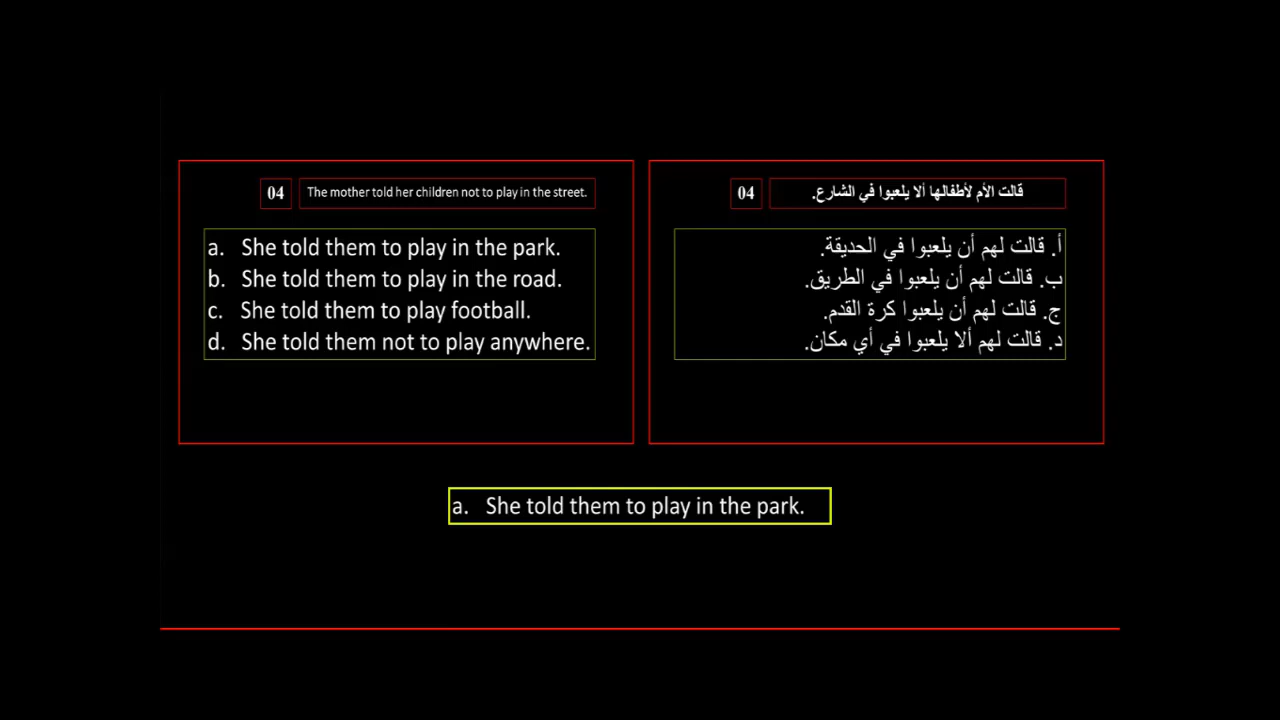 04 The mother told her children not to play in the street.
a. She told them to play in the park.
b. She told them to play in the road.
c. She told them to play football.
d. She told them not to play anywhere.
04 قالت الأم لأطفالها ألا يلعبوا في الشارع.
أ. قالت لهم أن يلعبوا في الحديقة.
ب. قالت لهم أن يلعبوا في الطريق.
ج. قالت لهم أن يلعبوا كرة القدم.
د. قالت لهم ألا يلعبوا في أي مكان.
a. She told them to play in the park.